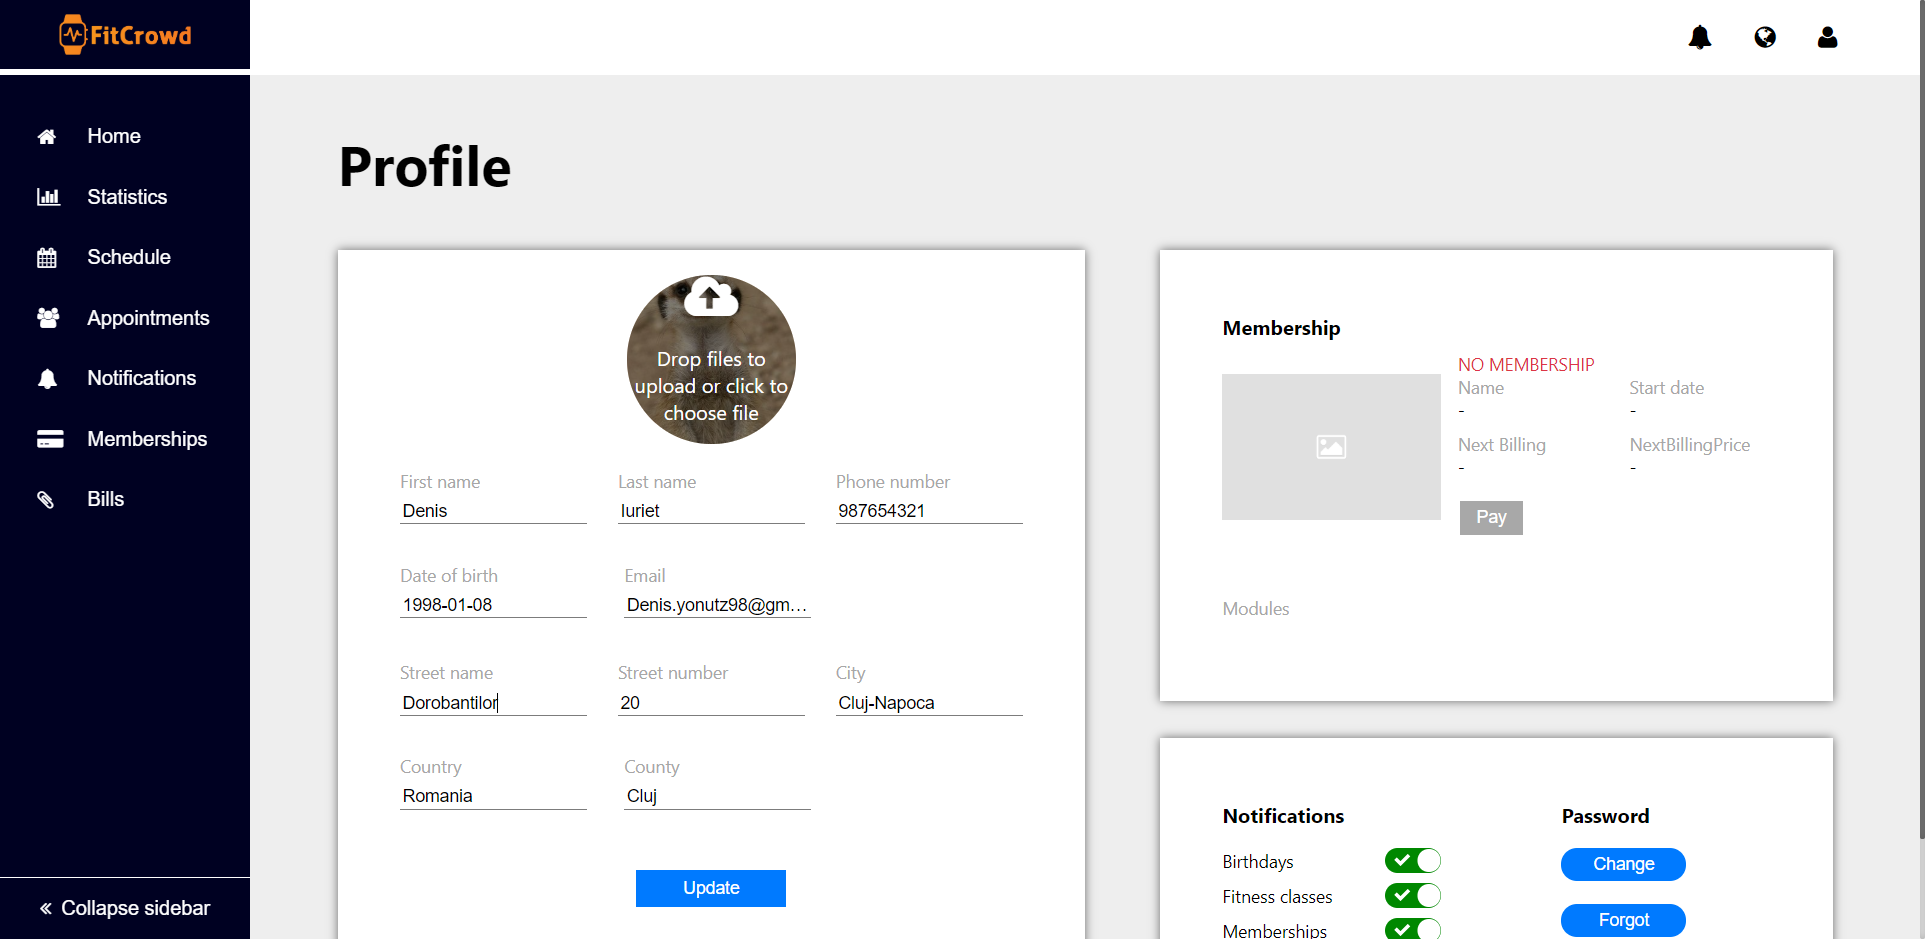 FitCrowd
Home
Statistics
Schedule
Appointments
Notifications
Memberships
Bills
Collapse sidebar
Profile
Drop files to
upload or click to
choose file
First name
Last name
Phone number
Denis
Iuriet
987654321
Date of birth
Email
1998-01-08
Denis.yonutz98@gm…
Street name
Street number
City
Dorobantilor
20
Cluj-Napoca
Country
County
Romania
Cluj
Update
Membership
NO MEMBERSHIP
Name
Start date
-
-
Next Billing
NextBillingPrice
-
-
Pay
Modules
Notifications
Birthdays
Fitness classes
Memberships
Password
Change
Forgot